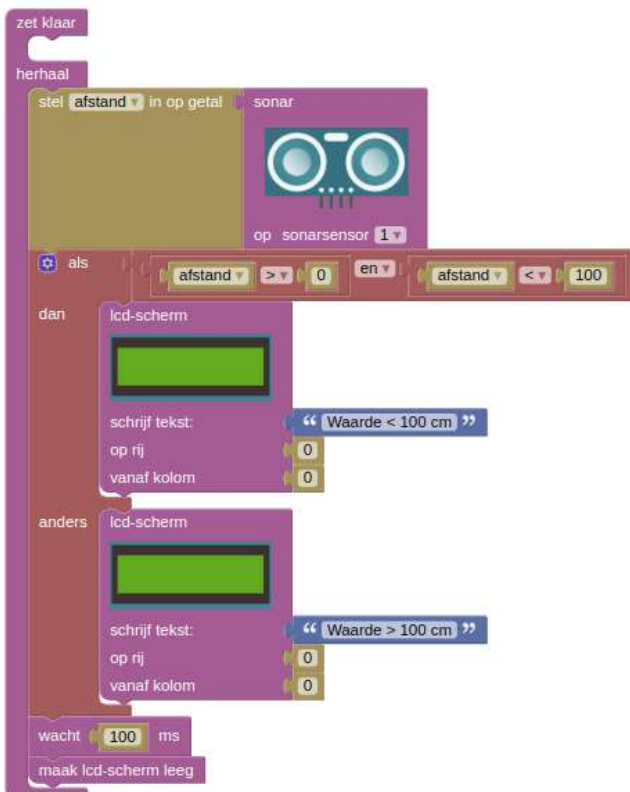 zet klaar
herhaal
stel afstand in op getal sonar
op sonarsensor 1
als afstand > 0 en afstand < 100
dan lcd-scherm
schrijf tekst: “ Waarde < 100 cm ”
op rij 0
vanaf kolom 0
anders lcd-scherm
schrijf tekst: “ Waarde > 100 cm ”
op rij 0
vanaf kolom 0
wacht 100 ms
maak lcd-scherm leeg